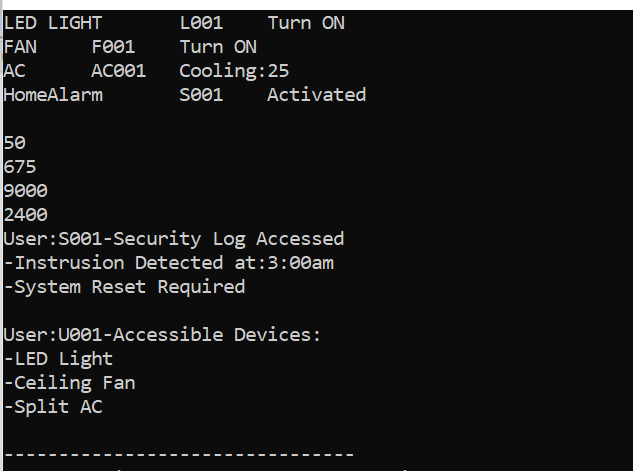 LED LIGHT L001 Turn ON
FAN F001 Turn ON
AC AC001 Cooling:25
HomeAlarm S001 Activated
50
675
9000
2400
User:S001-Security Log Accessed
-Instrusion Detected at:3:00am
-System Reset Required
User:U001-Accessible Devices:
-LED Light
-Ceiling Fan
-Split AC
--------------------------------